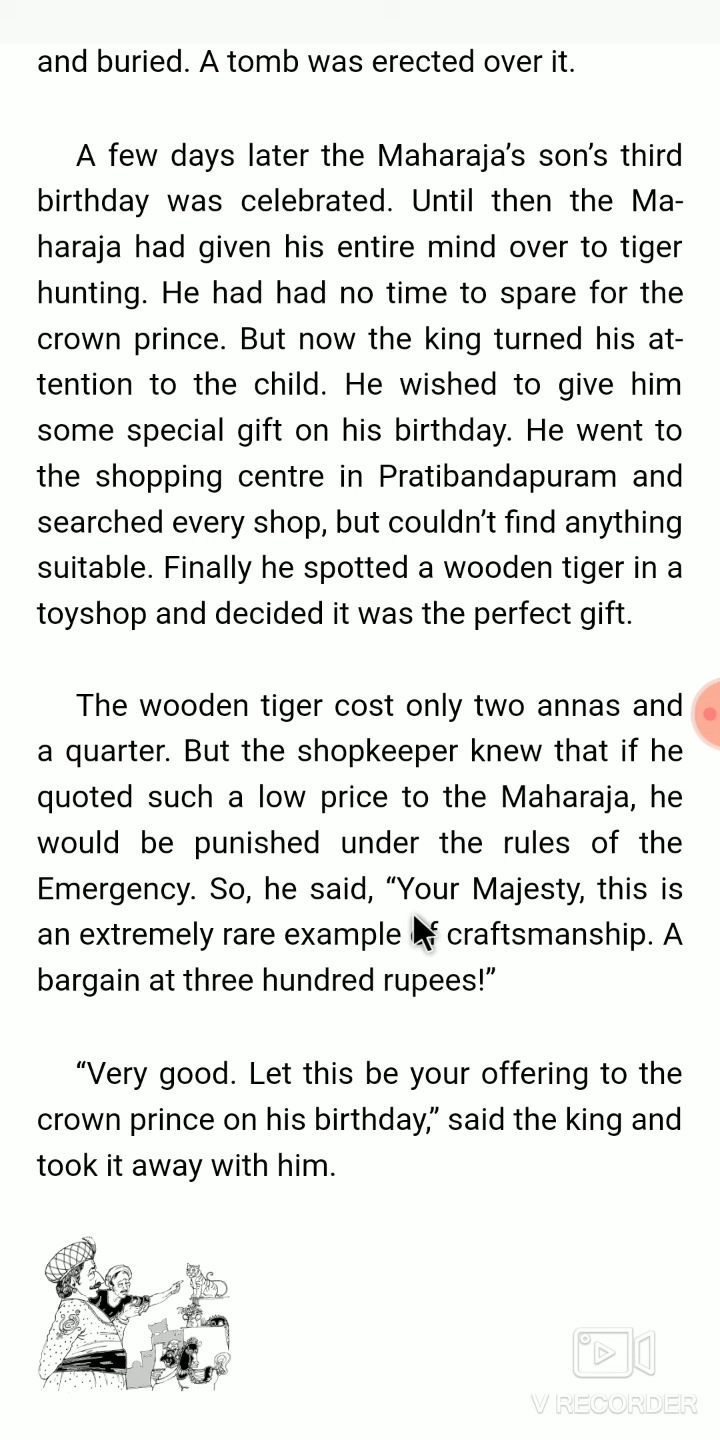 and buried. A tomb was erected over it.
A few days later the Maharaja’s son’s third
birthday was celebrated. Until then the Ma-
haraja had given his entire mind over to tiger
hunting. He had had no time to spare for the
crown prince. But now the king turned his at-
tention to the child. He wished to give him
some special gift on his birthday. He went to
the shopping centre in Pratibandapuram and
searched every shop, but couldn’t find anything
suitable. Finally he spotted a wooden tiger in a
toyshop and decided it was the perfect gift.
The wooden tiger cost only two annas and
a quarter. But the shopkeeper knew that if he
quoted such a low price to the Maharaja, he
would be punished under the rules of the
Emergency. So, he said, “Your Majesty, this is
an extremely rare example of craftsmanship. A
bargain at three hundred rupees!”
“Very good. Let this be your offering to the
crown prince on his birthday,” said the king and
took it away with him.
V RECORDER